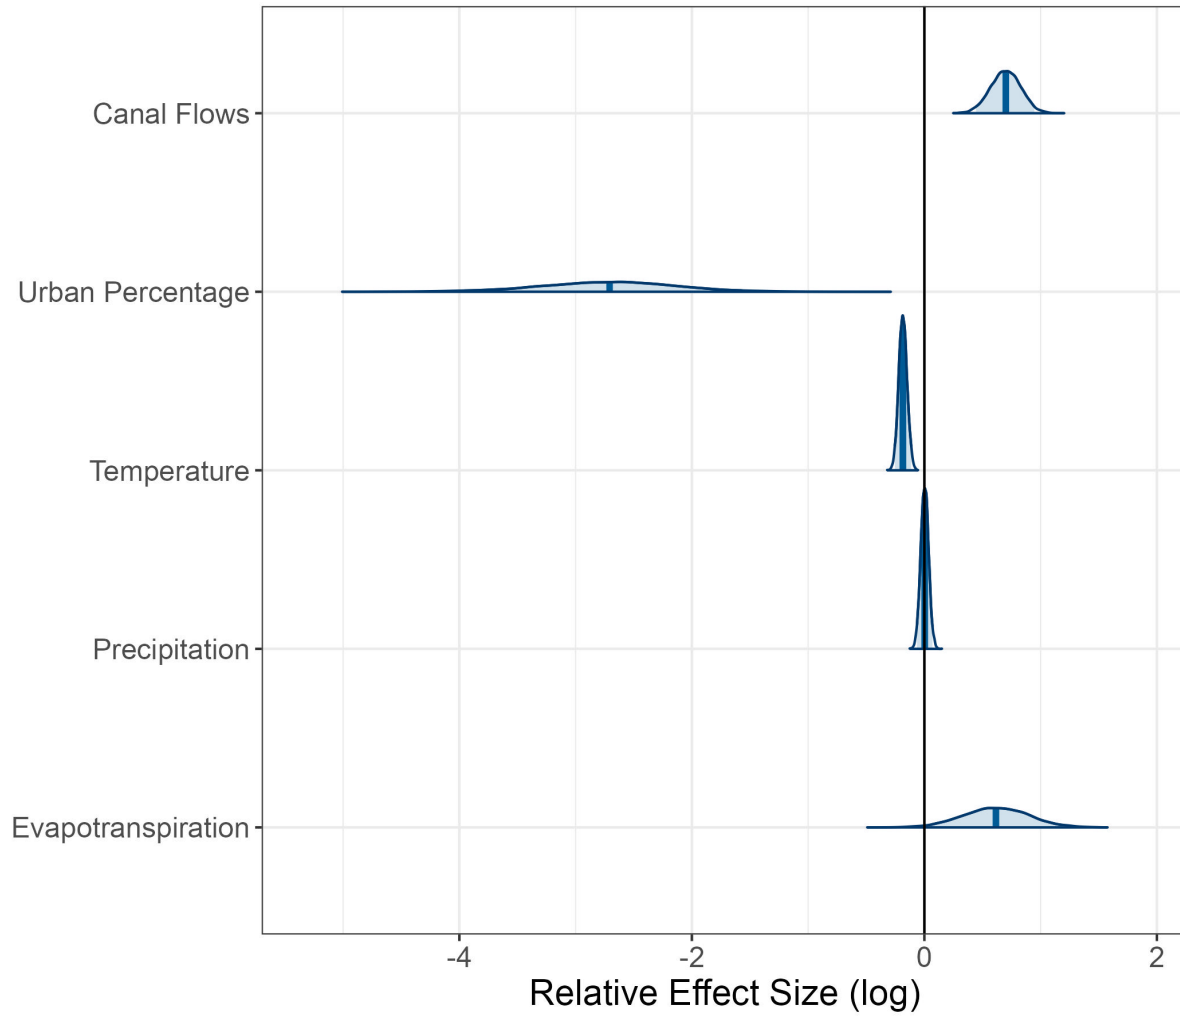 Canal Flows
Urban Percentage
Temperature
Precipitation
Evapotranspiration
-4 -2 0 2
Relative Effect Size (log)